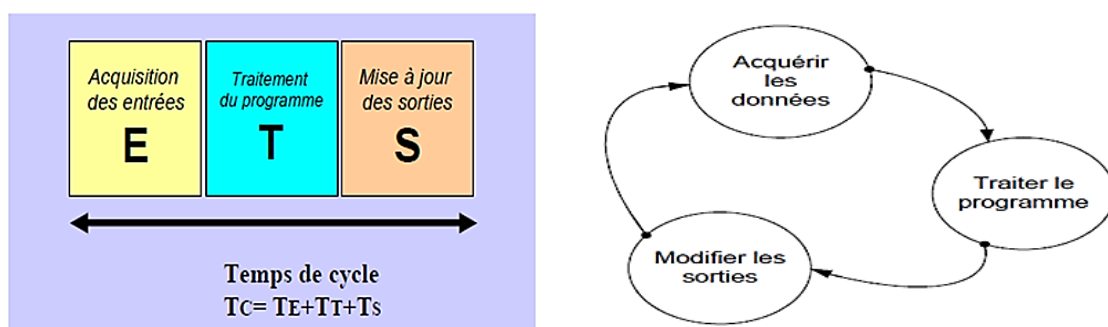 Acquisition
des entrées
E
Traitement
du programme
T
Mise à jour
des sorties
S
Temps de cycle
TC= TE+TT+TS
Acquérir
les
données
Traiter le
programme
Modifier les
sorties